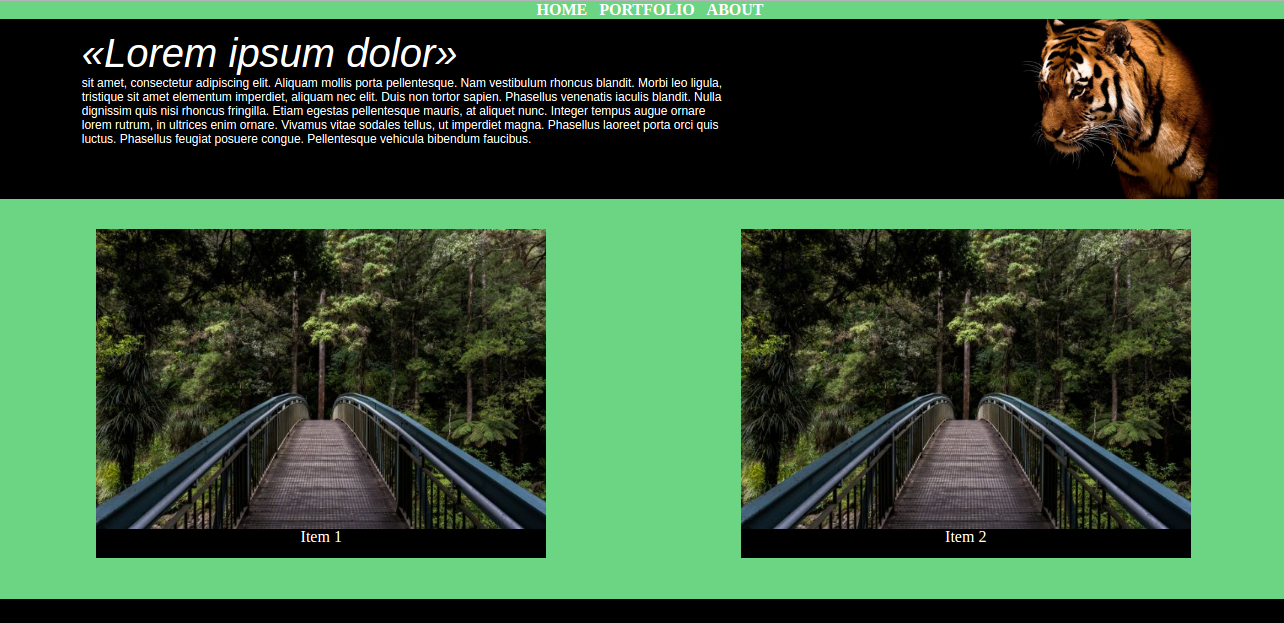 HOME PORTFOLIO ABOUT
«Lorem ipsum dolor»
sit amet, consectetur adipiscing elit. Aliquam mollis porta pellentesque. Nam vestibulum rhoncus blandit. Morbi leo ligula,
tristique sit amet elementum imperdiet, aliquam nec elit. Duis non tortor sapien. Phasellus venenatis iaculis blandit. Nulla
dignissim quis nisi rhoncus fringilla. Etiam egestas pellentesque mauris, at aliquet nunc. Integer tempus augue ornare
lorem rutrum, in ultrices enim ornare. Vivamus vitae sodales tellus, ut imperdiet magna. Phasellus laoreet porta orci quis
luctus. Phasellus feugiat posuere congue. Pellentesque vehicula bibendum faucibus.
Item 1
Item 2